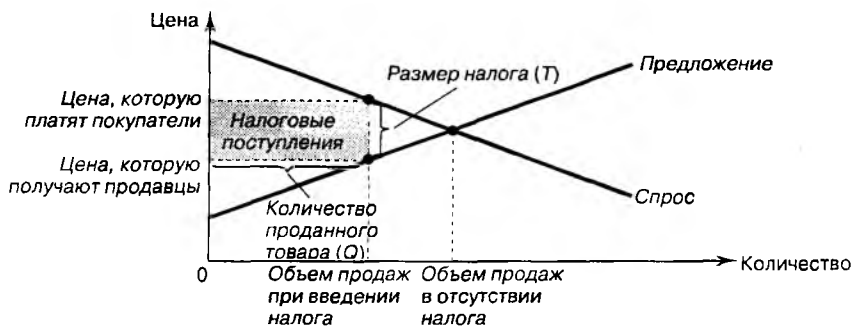 Цена
Размер налога (T)
Предложение
Цена, которую
платят покупатели
Налоговые
поступления
Цена, которую
получают продавцы
Спрос
Количество
проданного
товара (Q)
0
Количество
Объем продаж
при введении
налога
Объем продаж
в отсутствии
налога